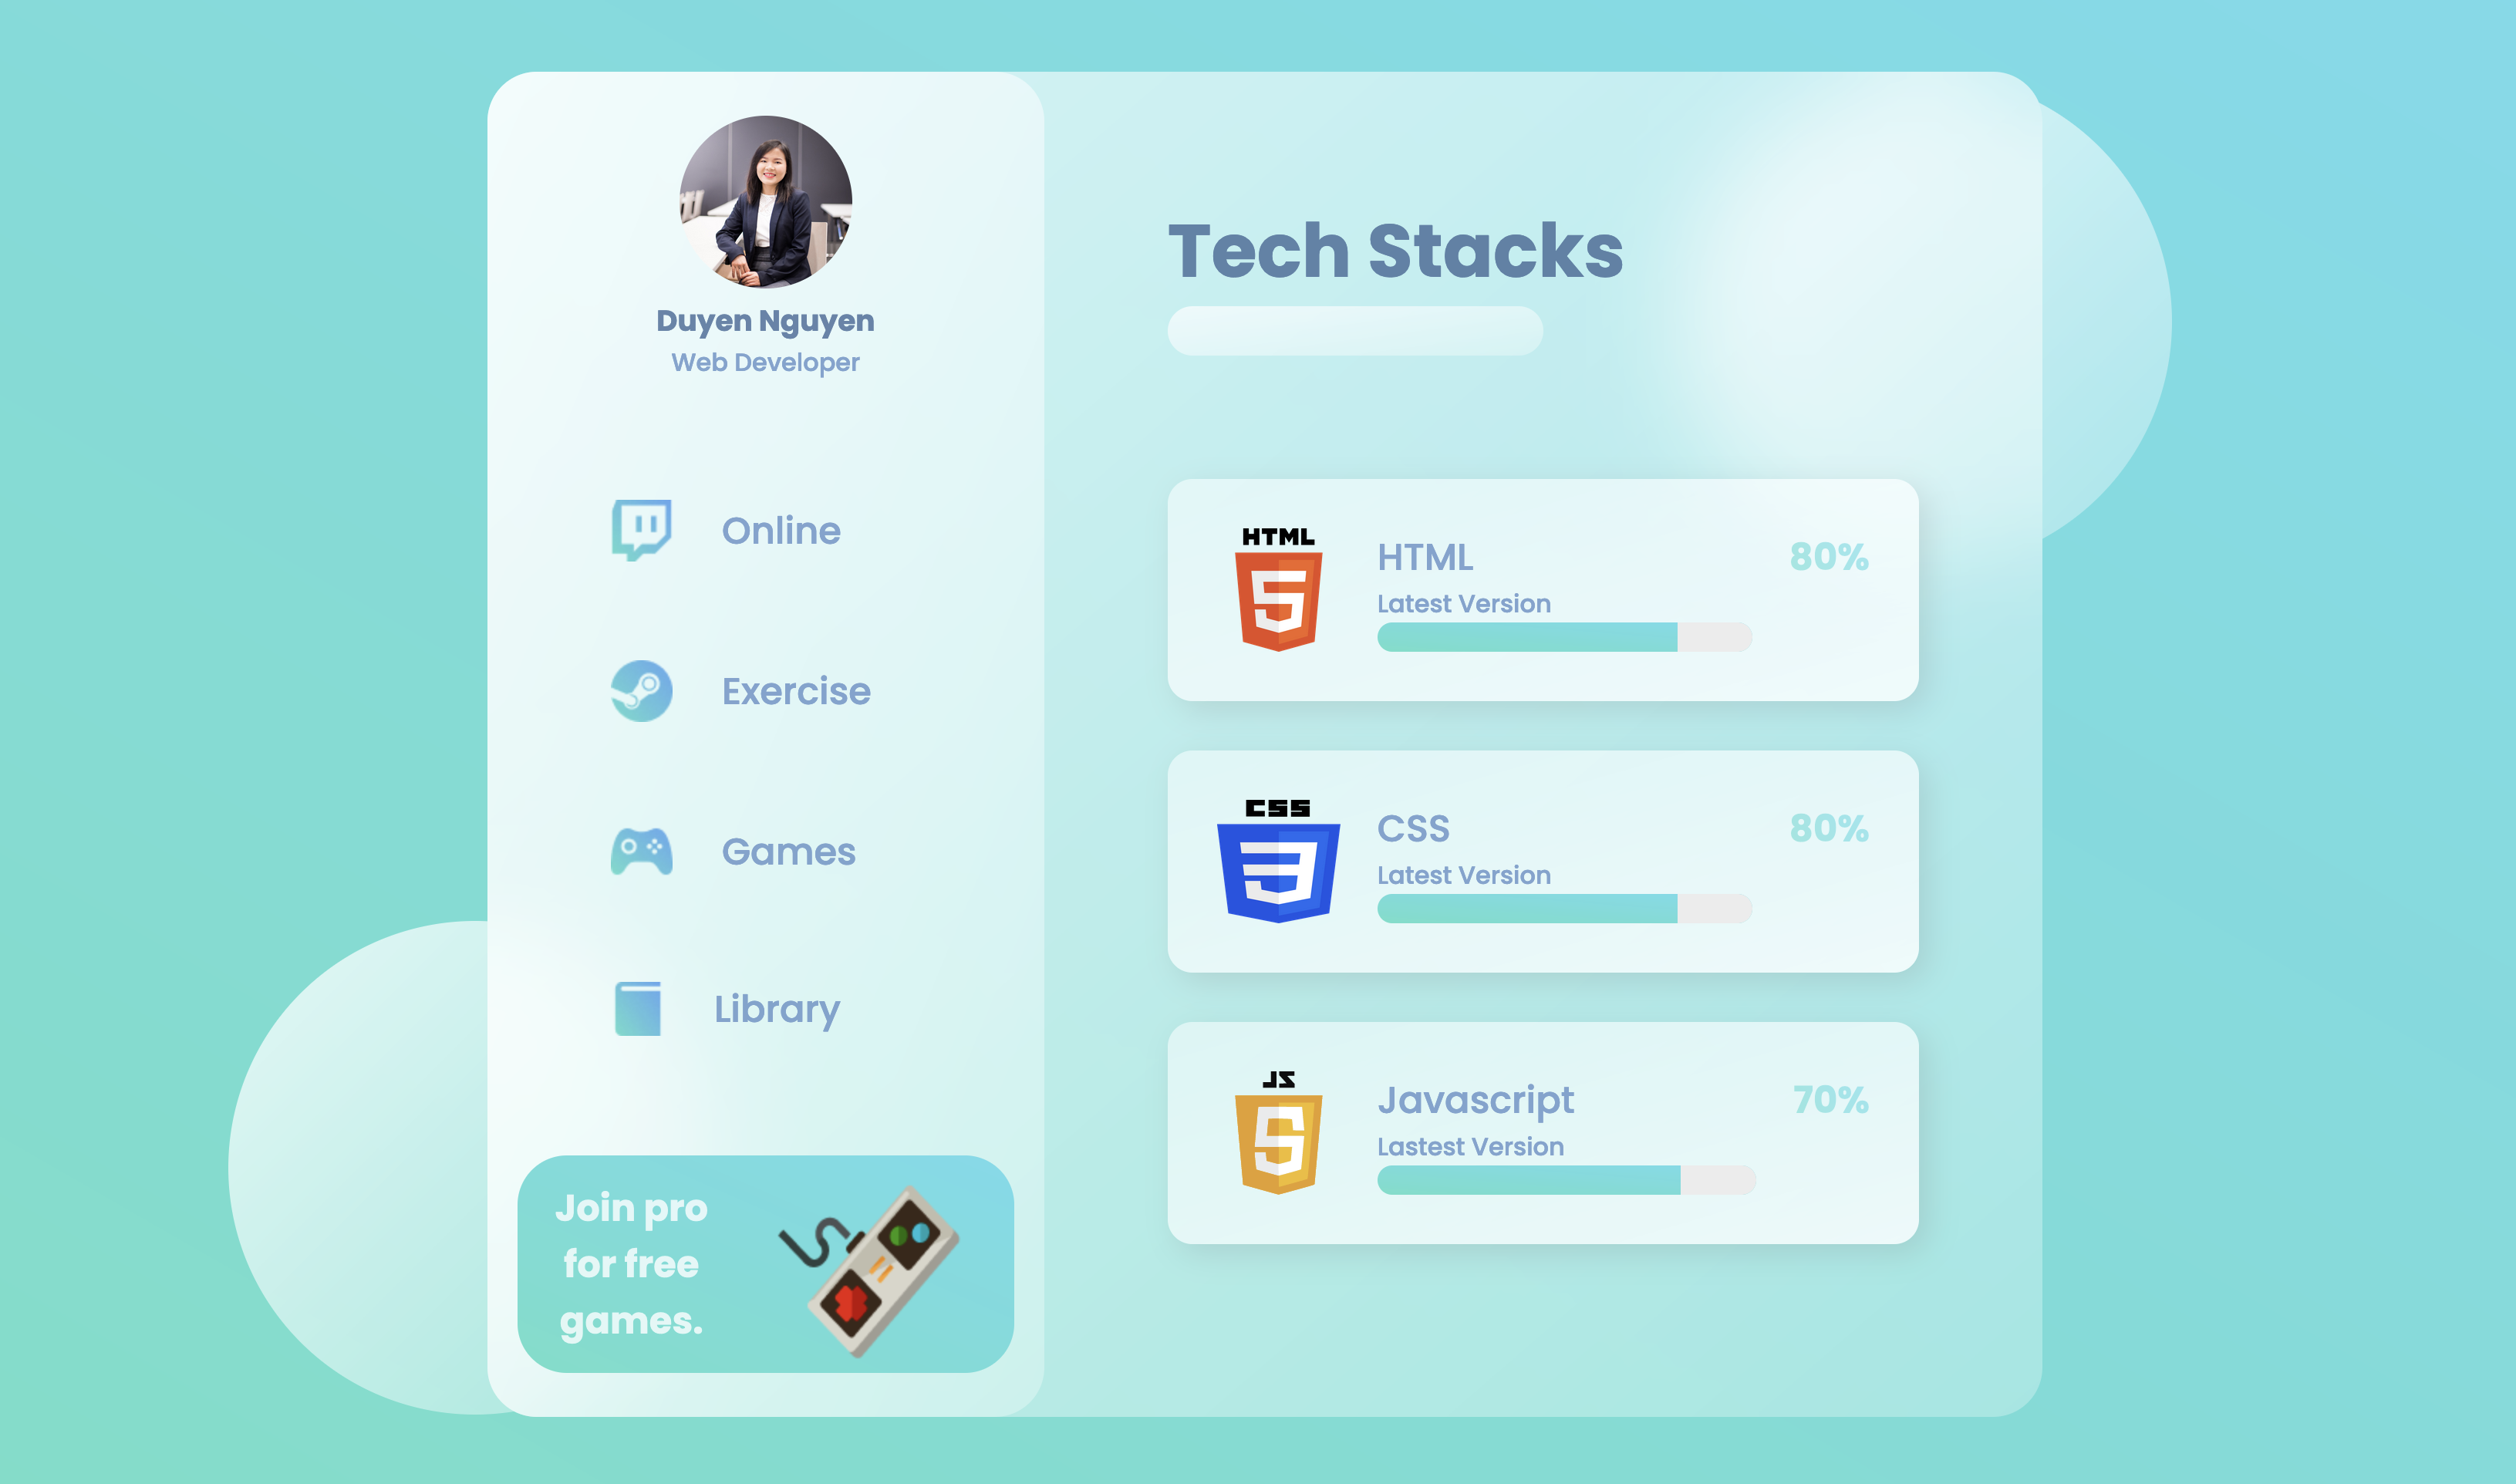 Duyen Nguyen
Web Developer
Online
Exercise
Games
Library
Join pro
for free
games.
Tech Stacks
HTML
HTML
80%
Latest Version
CSS
CSS
80%
Latest Version
JS
Javascript
70%
Lastest Version